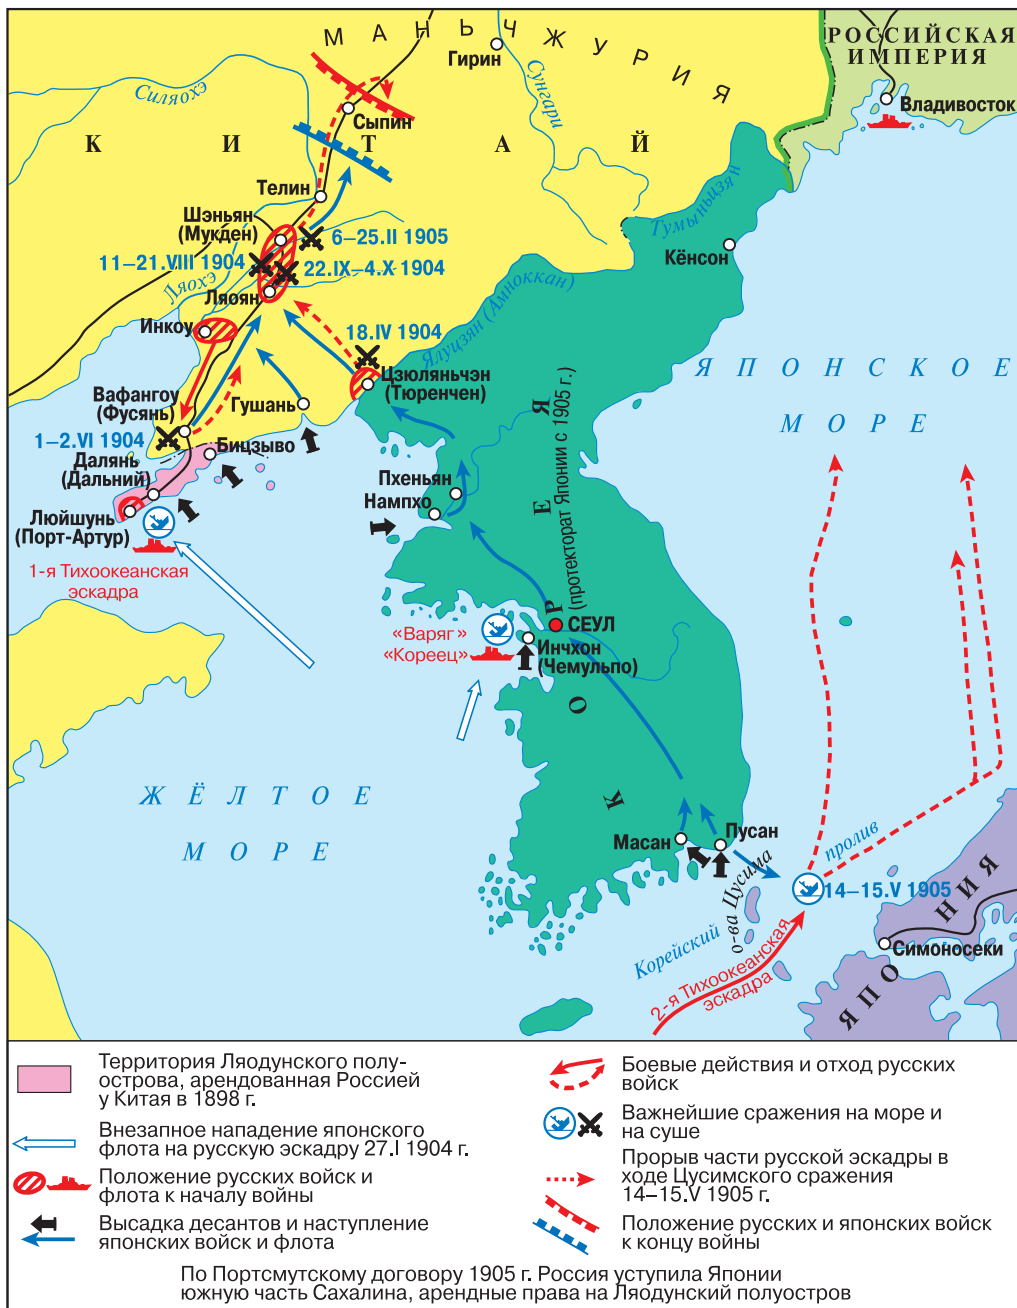 МАНЬЧЖУРИЯ
РОССИЙСКАЯ
ИМПЕРИЯ
Гирин
Сунгари
Силяохэ
Владивосток
Сыпин
КИТАЙ
Телин
Шэньян
(Мукден)
6–25.II 1905
11–21.VIII 1904
22.IX–4.X 1904
Ляохэ
Ляоян
Тумыньцзян
Кёнсон
Инкоу
18.IV 1904
Ялуцзян (Амноккан)
Цзюляньчэн
(Тюренчен)
ЯПОНСКОЕ
МОРЕ
Вафангоу
(Фусянь)
Гушань
1–2.VI 1904
Бицзыво
Далянь
(Дальний)
Люйшунь
(Порт-Артур)
1-я Тихоокеанская
эскадра
Пхеньян
Нампхо
КОРЕЯ
(протекторат Японии с 1905 г.)
СЕУЛ
«Варяг»
«Кореец»
Инчхон
(Чемульпо)
ЖЁЛТОЕ
МОРЕ
Масан
Пусан
Корейский пролив
о-ва Цусима
14–15.V 1905
2-я Тихоокеанская
эскадра
Симоносеки
ЯПОНИЯ
Территория Ляодунского полу-
острова, арендованная Россией
у Китая в 1898 г.
Внезапное нападение японского
флота на русскую эскадру 27.I 1904 г.
Положение русских войск и
флота к началу войны
Высадка десантов и наступление
японских войск и флота
Боевые действия и отход русских
войск
Важнейшие сражения на море и
на суше
Прорыв части русской эскадры в
ходе Цусимского сражения
14–15.V 1905 г.
Положение русских и японских войск
к концу войны
По Портсмутскому договору 1905 г. Россия уступила Японии
южную часть Сахалина, арендные права на Ляодунский полуостров